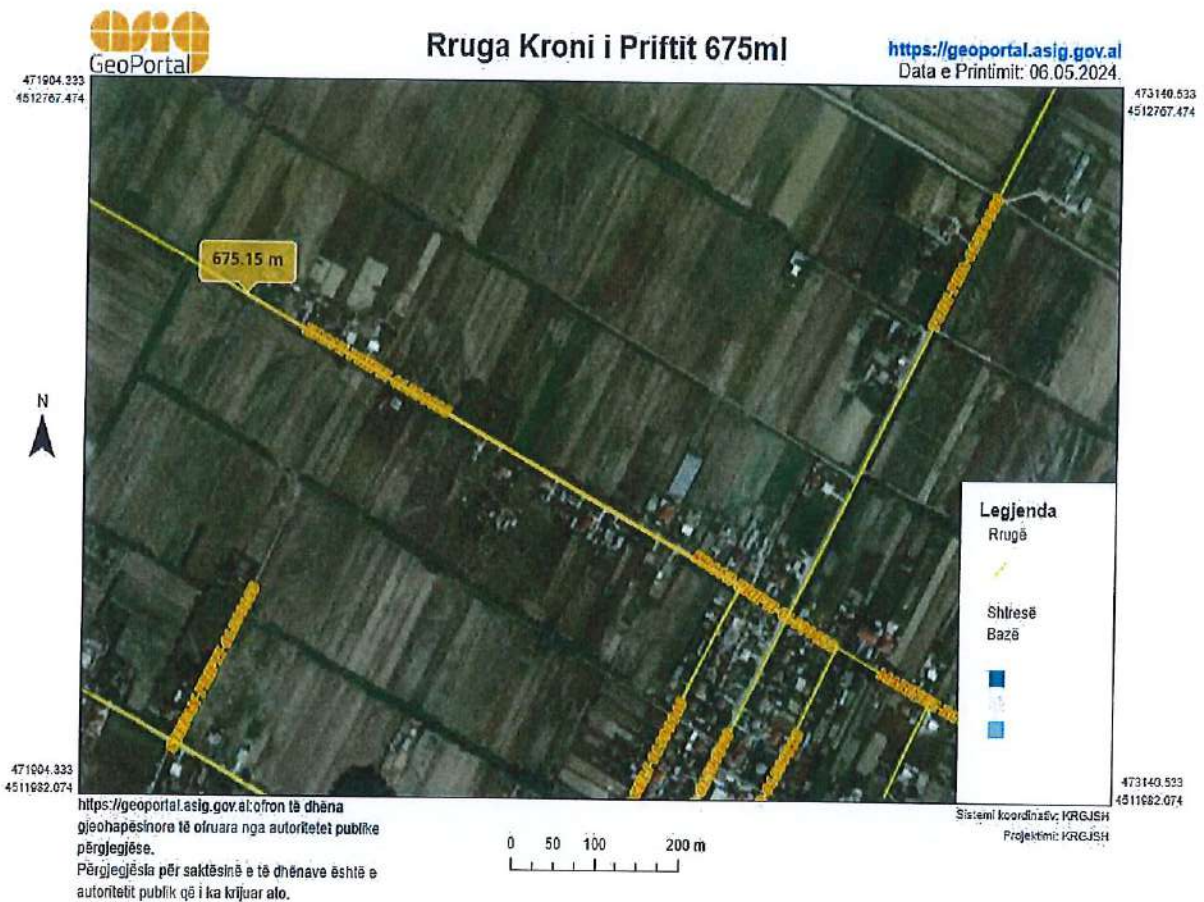 asig
GeoPortal
Rruga Kroni i Priftit 675ml
https://geoportal.asig.gov.al
Data e Printimit: 06.05.2024.
471904.333
4512767.474
473140.533
4512767.474
675.15 m
N
Legjenda
Rrugë
Shtresë
Bazë
471904.333
4511982.074
473140.533
4511982.074
https://geoportal.asig.gov.al:ofron të dhëna
gjeohapësinore të ofruara nga autoritetet publike
përgjegjëse.
Përgjegjësia për saktësinë e të dhënave është e
autoritetit publik që i ka krijuar ato.
0 50 100 200 m
Sistemi koordinativ: KRGJSH
Projektimi: KRGJSH